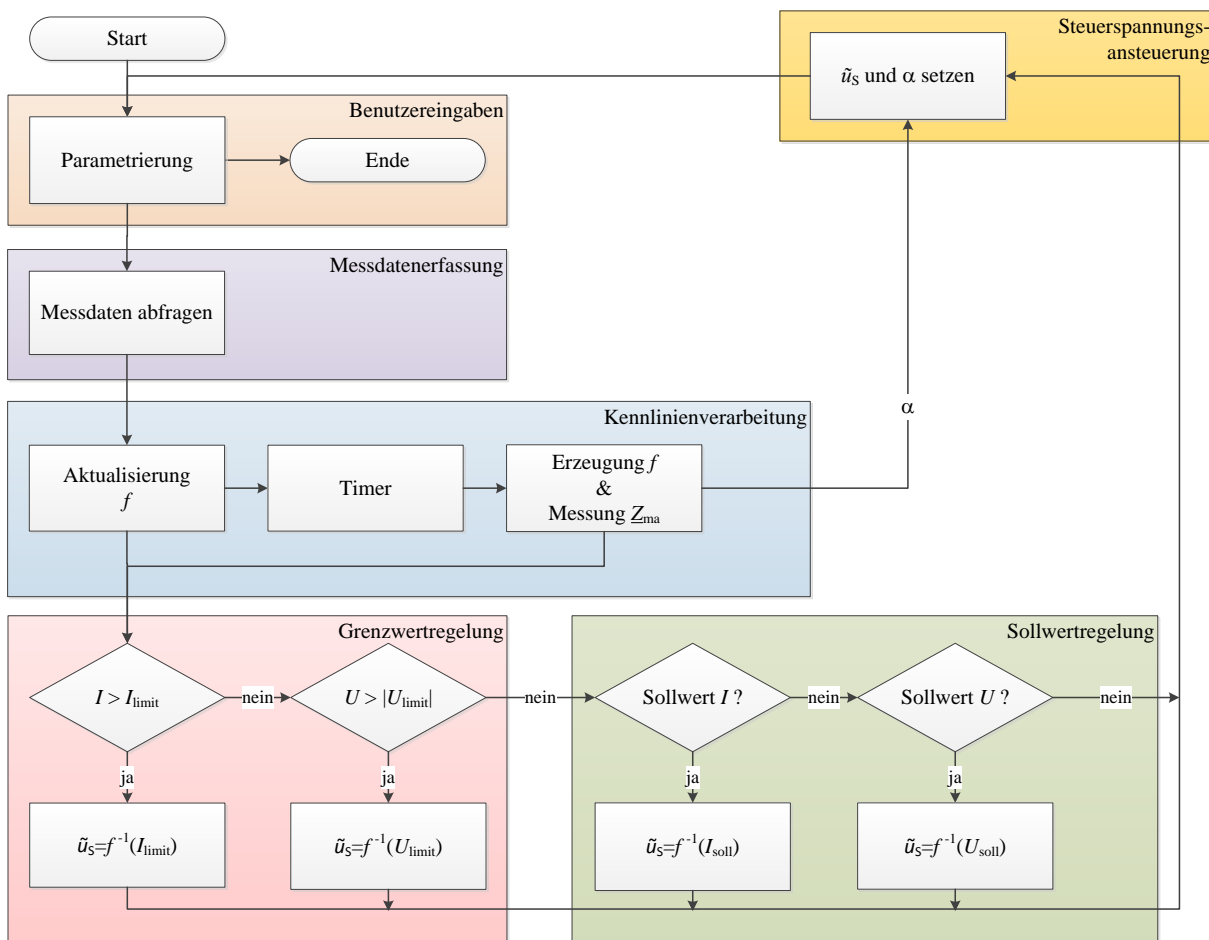 Start
Steuerspannungs-
ansteuerung
ũS und α setzen
Benutzereingaben
Parametrierung
Ende
Messdatenerfassung
Messdaten abfragen
Kennlinienverarbeitung
α
Aktualisierung
f
Timer
Erzeugung f
&
Messung Z̲ma
Grenzwertregelung
Sollwertregelung
I > Ilimit
nein
U > |Ulimit|
nein
Sollwert I ?
nein
Sollwert U ?
nein
ja
ja
ja
ja
ũS=f⁻¹(Ilimit)
ũS=f⁻¹(Ulimit)
ũS=f⁻¹(Isoll)
ũS=f⁻¹(Usoll)